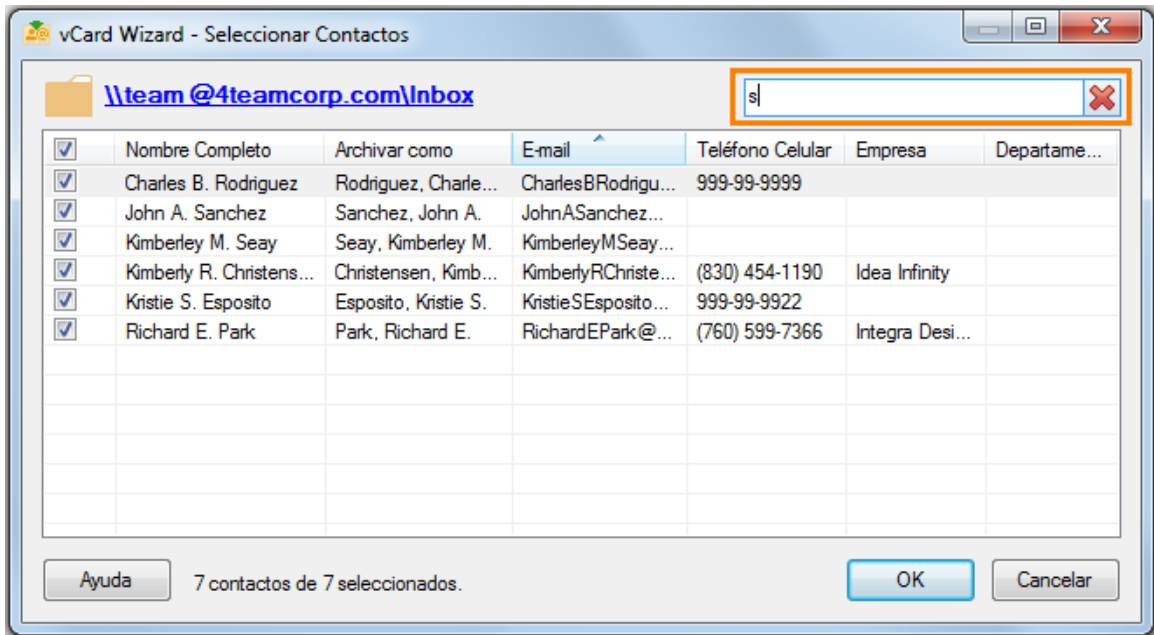 vCard Wizard - Seleccionar Contactos
\\team @4teamcorp.com\Inbox
s
Nombre Completo Archivar como E-mail Teléfono Celular Empresa Departame...
Charles B. Rodriguez Rodriguez, Charle... CharlesBRodrigu... 999-99-9999
John A. Sanchez Sanchez, John A. JohnASanchez...
Kimberley M. Seay Seay, Kimberley M. KimberleyMSeay...
Kimberly R. Christens... Christensen, Kimb... KimberlyRChriste... (830) 454-1190 Idea Infinity
Kristie S. Esposito Esposito, Kristie S. KristieSEsposito... 999-99-9922
Richard E. Park Park, Richard E. RichardEPark@... (760) 599-7366 Integra Desi...
Ayuda 7 contactos de 7 seleccionados. OK Cancelar